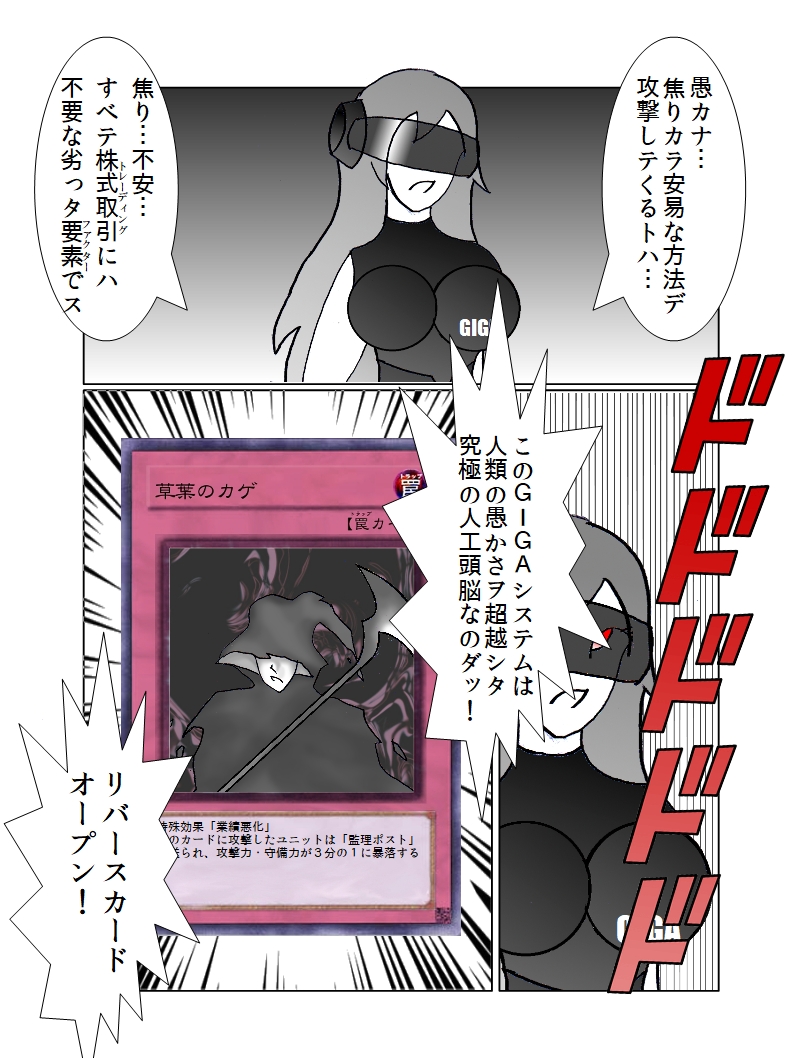 愚カナ…
焦りカラ安易な方法デ
攻撃しテくるトハ…
焦り…不安…
すべテ株式取引にハ
トレーディング
不要な劣っタ要素でス
ファクター
GIG
このGIGAシステムは
人類の愚かさヲ超越シタ
究極の人工頭脳なのダッ！
ドドドドド
草葉のカゲ
トラップ
罠
トラップ
【罠カー
特殊効果「業績悪化」
のカードに攻撃したユニットは「監理ポスト」
送られ、攻撃力・守備力が３分の１に暴落する
リバースカード
オープン！
GIGA